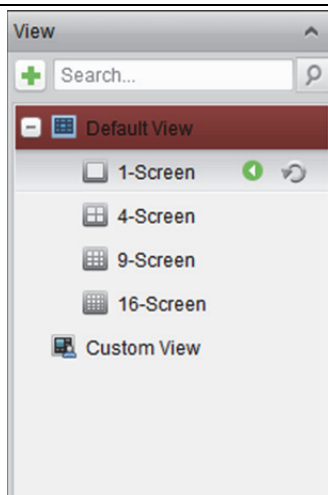 View
Search...
Default View
1-Screen
4-Screen
9-Screen
16-Screen
Custom View